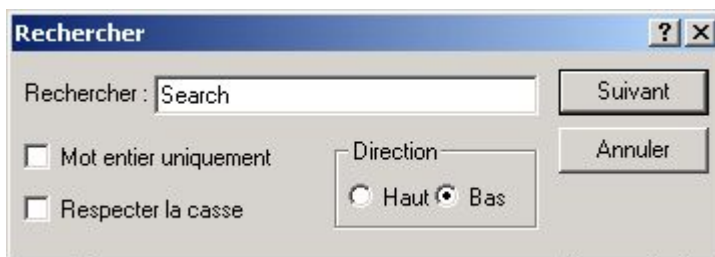 Rechercher
Rechercher : Search
Suivant
Mot entier uniquement
Direction
Annuler
Haut Bas
Respecter la casse